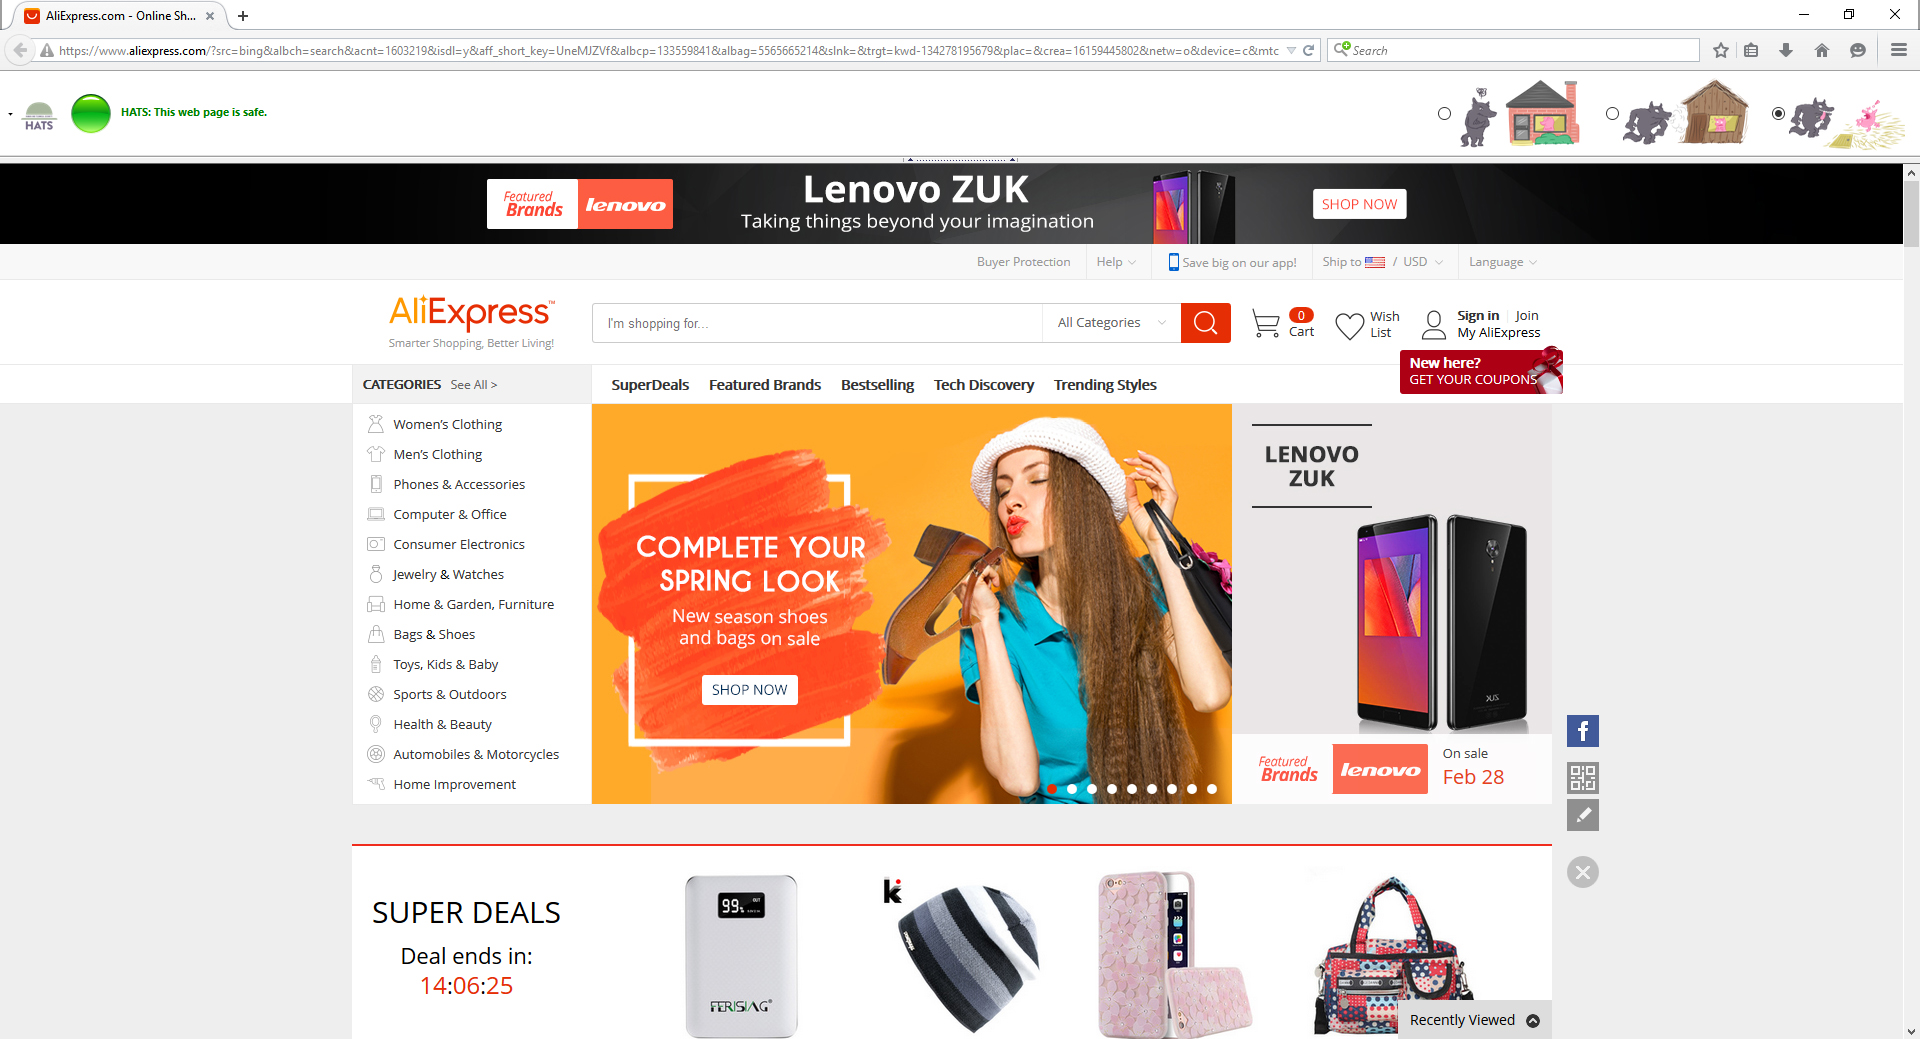 AliExpress.com - Online Sh...
https://www.aliexpress.com/?src=bing&albch=search&acnt=1603219&isdl=y&aff_short_key=UneMJZVf&albcp=133559841&albag=5565665214&slnk=&trgt=kwd-134278195679&plac=&crea=16159445802&netw=o&device=c&mtc
Search
HATS
HATS: This web page is safe.
Featured Brands
lenovo
Lenovo ZUK
Taking things beyond your imagination
SHOP NOW
Buyer Protection
Help
Save big on our app!
Ship to / USD
Language
AliExpress™
Smarter Shopping, Better Living!
I'm shopping for...
All Categories
0
Cart
Wish
List
Sign in
Join
My AliExpress
New here?
GET YOUR COUPONS
CATEGORIES See All >
SuperDeals
Featured Brands
Bestselling
Tech Discovery
Trending Styles
Women's Clothing
Men's Clothing
Phones & Accessories
Computer & Office
Consumer Electronics
Jewelry & Watches
Home & Garden, Furniture
Bags & Shoes
Toys, Kids & Baby
Sports & Outdoors
Health & Beauty
Automobiles & Motorcycles
Home Improvement
COMPLETE YOUR
SPRING LOOK
New season shoes
and bags on sale
SHOP NOW
LENOVO
ZUK
ZUK
Featured
Brands
lenovo
On sale
Feb 28
f
SUPER DEALS
Deal ends in:
14:06:25
99%
OUT
FERISING®
k
Recently Viewed